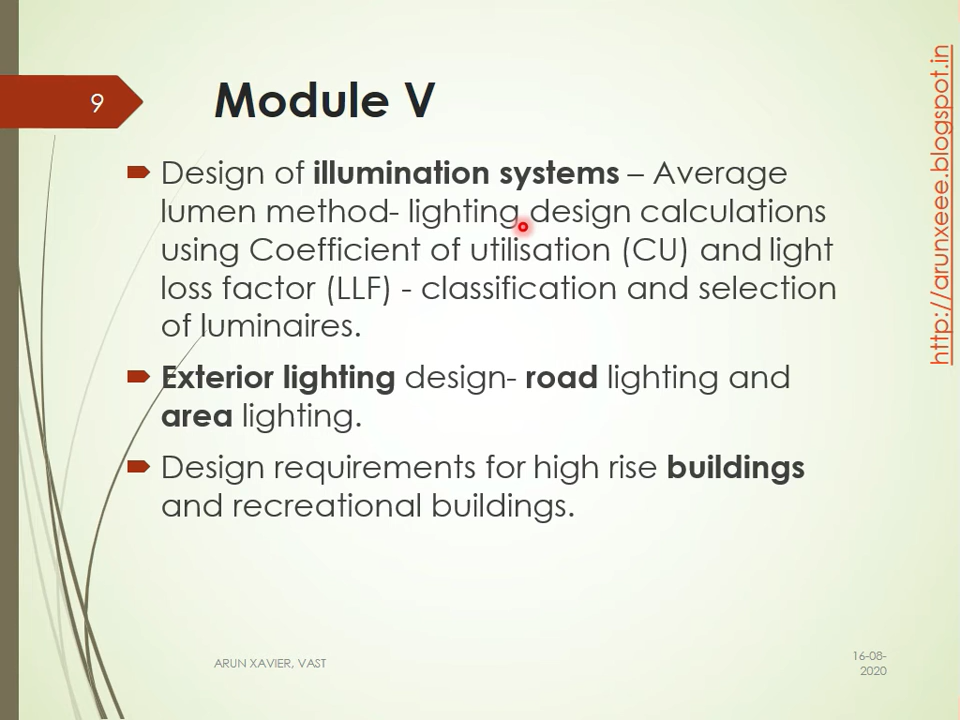 9
Module V
Design of illumination systems – Average
lumen method- lighting design calculations
using Coefficient of utilisation (CU) and light
loss factor (LLF) - classification and selection
of luminaires.
Exterior lighting design- road lighting and
area lighting.
Design requirements for high rise buildings
and recreational buildings.
ARUN XAVIER, VAST
16-08-
2020
http://arunxeee.blogspot.in